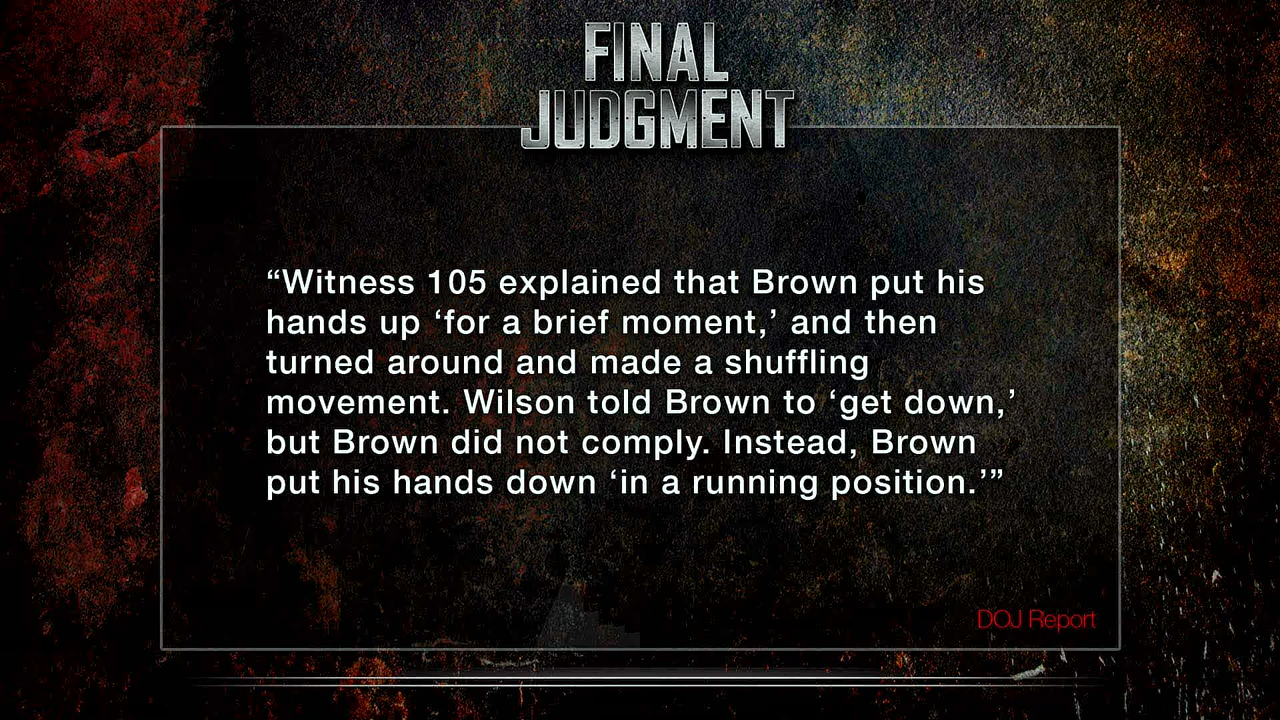 FINAL
JUDGMENT
“Witness 105 explained that Brown put his
hands up ‘for a brief moment,’ and then
turned around and made a shuffling
movement. Wilson told Brown to ‘get down,’
but Brown did not comply. Instead, Brown
put his hands down ‘in a running position.’”
DOJ Report